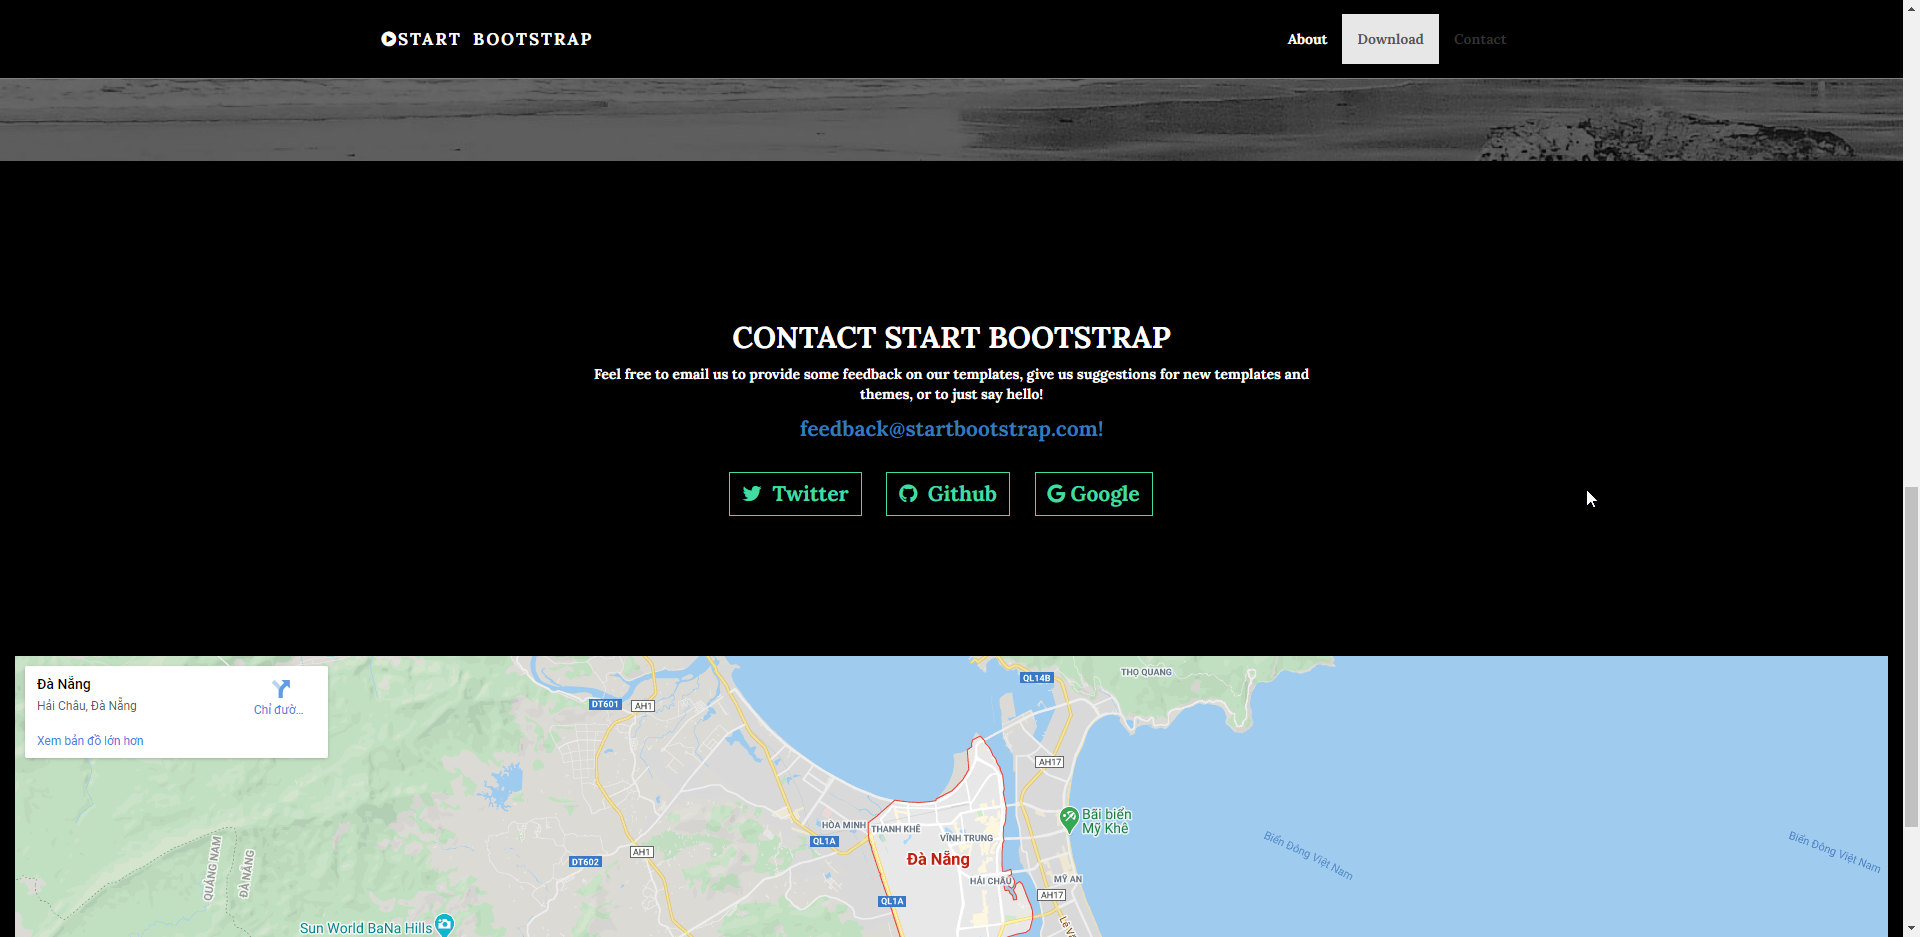 START BOOTSTRAP
About
Download
Contact
CONTACT START BOOTSTRAP
Feel free to email us to provide some feedback on our templates, give us suggestions for new templates and
themes, or to just say hello!
feedback@startbootstrap.com!
Twitter
Github
Google
Đà Nẵng
Hải Châu, Đà Nẵng
Chỉ đườ...
Xem bản đồ lớn hơn
QL14B
THỌ QUANG
DT601
AH1
AH17
Bãi biển
Mỹ Khê
HÒA MINH
THANH KHÊ
QL1A
VĨNH TRUNG
Biển Đông Việt Nam
Biển Đông Việt Nam
QUẢNG NAM
ĐÀ NẴNG
DT602
AH1
Đà Nẵng
HẢI CHÂU
MỸ AN
AH17
QL1A
Sun World BaNa Hills